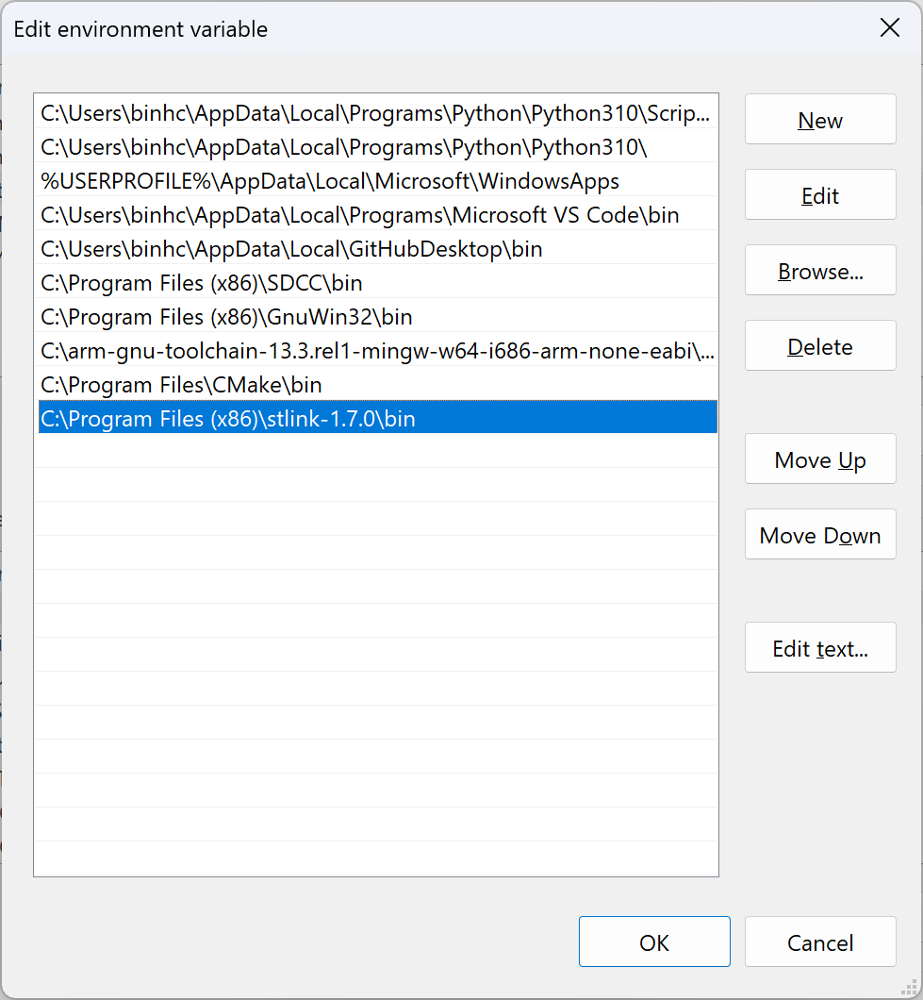 Edit environment variable
C:\Users\binhc\AppData\Local\Programs\Python\Python310\Scrip...
C:\Users\binhc\AppData\Local\Programs\Python\Python310\
%USERPROFILE%\AppData\Local\Microsoft\WindowsApps
C:\Users\binhc\AppData\Local\Programs\Microsoft VS Code\bin
C:\Users\binhc\AppData\Local\GitHubDesktop\bin
C:\Program Files (x86)\SDCC\bin
C:\Program Files (x86)\GnuWin32\bin
C:\arm-gnu-toolchain-13.3.rel1-mingw-w64-i686-arm-none-eabi\...
C:\Program Files\CMake\bin
C:\Program Files (x86)\stlink-1.7.0\bin
New
Edit
Browse...
Delete
Move Up
Move Down
Edit text...
OK
Cancel